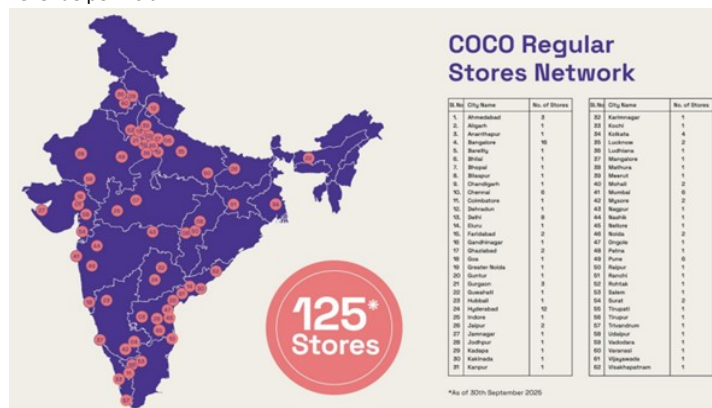 COCO Regular
Stores Network
Sl. No City Name No. of Stores
1. Ahmedabad 3
2. Aligarh 1
3. Ananthapur 1
4. Bangalore 16
5. Bareilly 1
6. Bhilai 1
7. Bhopal 1
8. Bilaspur 1
9. Chandigarh 1
10. Chennai 6
11. Coimbatore 1
12. Dehradun 1
13. Delhi 8
14. Eluru 1
15. Faridabad 2
16 Gandhinagar 1
17 Ghaziabad 2
18 Goa 1
19 Greater Noida 1
20 Guntur 1
21 Gurgaon 3
22 Guwahati 1
23 Hubbali 1
24 Hyderabad 12
25 Indore 1
26 Jaipur 2
27 Jamnagar 1
28 Jodhpur 1
29 Kadapa 1
30 Kakinada 1
31 Kanpur 1
Sl. No City Name No. of Stores
32 Karimnagar 1
33 Kochi 1
34 Kolkata 4
35 Lucknow 2
36 Ludhiana 1
37 Mangalore 1
38 Mathura 1
39 Meerut 1
40 Mohali 2
41 Mumbai 6
42 Mysore 2
43 Nagpur 1
44 Nashik 1
45 Nellore 1
46 Noida 2
47 Ongole 1
48 Patna 1
49 Pune 6
50 Raipur 1
51 Ranchi 1
52 Rohtak 1
53 Salem 1
54 Surat 2
55 Tirupati 1
56 Tirupur 1
57 Trivandrum 1
58 Udaipur 1
59 Vadodara 1
60 Varanasi 1
61 Vijayawada 1
62 Visakhapatnam 1
125*
Stores
*As of 30th September 2025